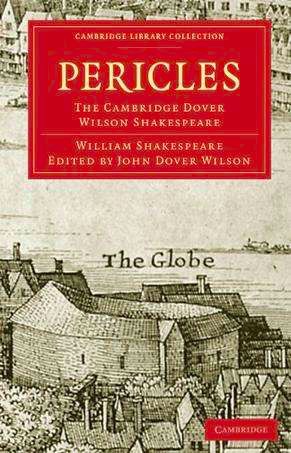 CAMBRIDGE LIBRARY COLLECTION
PERICLES
THE CAMBRIDGE DOVER
WILSON SHAKESPEARE
WILLIAM SHAKESPEARE
EDITED BY JOHN DOVER WILSON
The Globe
CAMBRIDGE